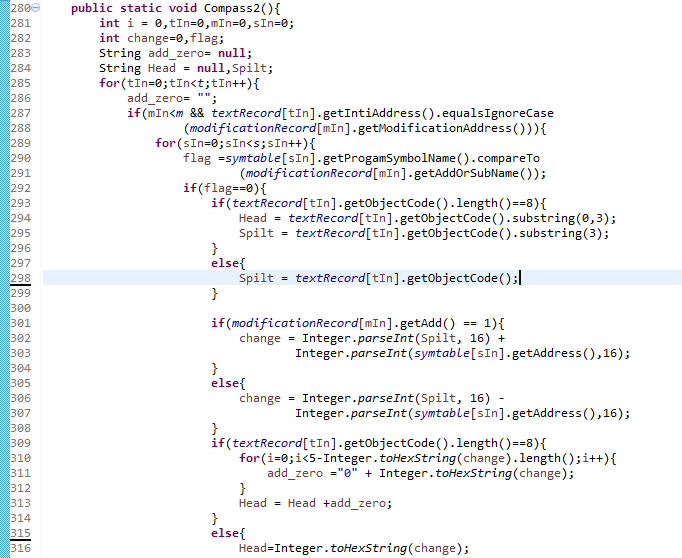 280 public static void Compass2(){
281 int i = 0,tIn=0,mIn=0,sIn=0;
282 int change=0,flag;
283 String add_zero= null;
284 String Head = null,Spilt;
285 for(tIn=0;tIn<t;tIn++){
286 add_zero= "";
287 if(mIn<m && textRecord[tIn].getIntiAddress().equalsIgnoreCase
288 (modificationRecord[mIn].getModificationAddress())){
289 for(sIn=0;sIn<s;sIn++){
290 flag =symtable[sIn].getProgamSymbolName().compareTo
291 (modificationRecord[mIn].getAddOrSubName());
292 if(flag==0){
293 if(textRecord[tIn].getObjectCode().length()==8){
294 Head = textRecord[tIn].getObjectCode().substring(0,3);
295 Spilt = textRecord[tIn].getObjectCode().substring(3);
296 }
297 else{
298 Spilt = textRecord[tIn].getObjectCode();
299 }
300
301 if(modificationRecord[mIn].getAdd() == 1){
302 change = Integer.parseInt(Spilt, 16) +
303 Integer.parseInt(symtable[sIn].getAddress(),16);
304 }
305 else{
306 change = Integer.parseInt(Spilt, 16) -
307 Integer.parseInt(symtable[sIn].getAddress(),16);
308 }
309 if(textRecord[tIn].getObjectCode().length()==8){
310 for(i=0;i<5-Integer.toHexString(change).length();i++){
311 add_zero ="0" + Integer.toHexString(change);
312 }
313 Head = Head +add_zero;
314 }
315 else{
316 Head=Integer.toHexString(change);